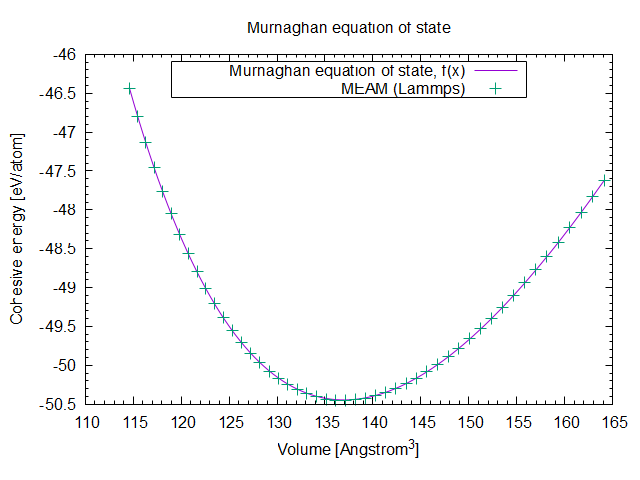 Murnaghan equation of state
Murnaghan equation of state, f(x)
MEAM (Lammps)
Cohesive energy [eV/atom]
-46
-46.5
-47
-47.5
-48
-48.5
-49
-49.5
-50
-50.5
110 115 120 125 130 135 140 145 150 155 160 165
Volume [Angstrom³]